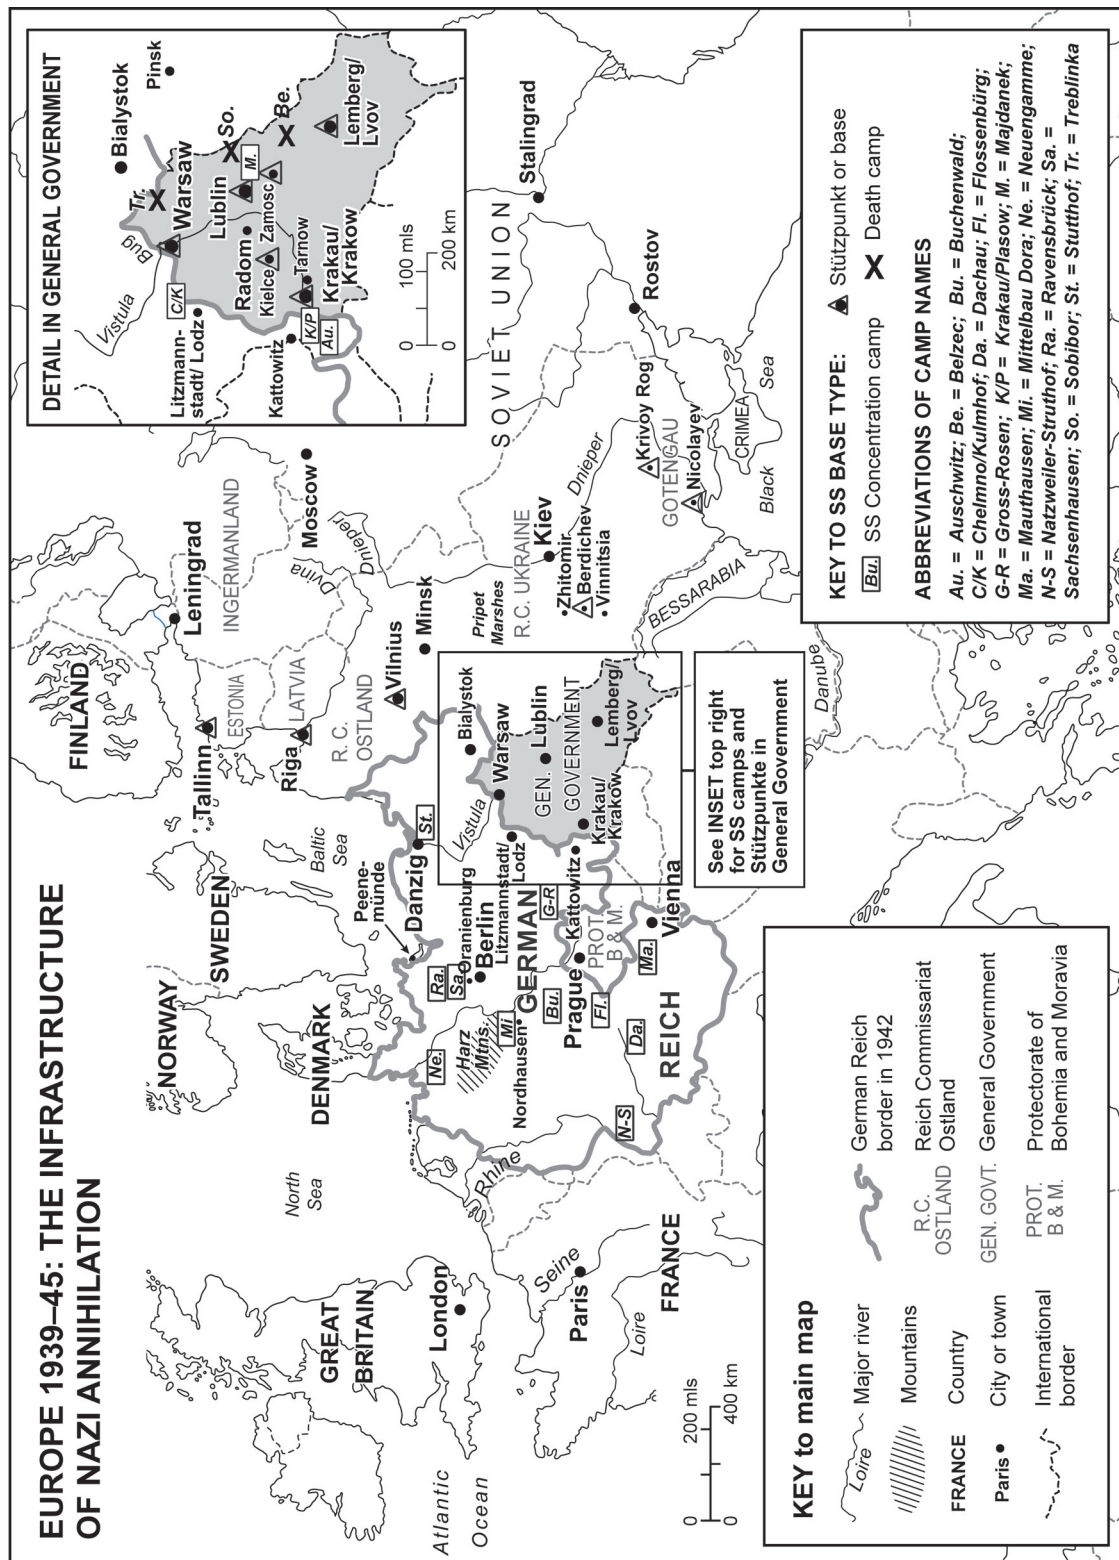 EUROPE 1939–45: THE INFRASTRUCTURE
OF NAZI ANNIHILATION
NORWAY
SWEDEN
FINLAND
Leningrad
INGERMANLAND
Moscow
Tallinn
ESTONIA
Riga
LATVIA
R. C.
OSTLAND
Dvina
Dnieper
Vilnius
Minsk
Baltic
Sea
North
Sea
DENMARK
Peene-
münde
Danzig
St.
GREAT
BRITAIN
London
Atlantic
Ocean
Ne.
Harz
Mtns.
Mi
Nordhausen
Ra.
Sa.
Oranienburg
Berlin
Litzmannstadt/
Lodz
Vistula
Bialystok
Warsaw
GERMAN
REICH
G-R
Bu.
Prague
Kattowitz
PROT.
B & M.
Fl.
Ma.
Vienna
Da.
N-S
Rhine
Seine
Paris
Loire
FRANCE
GEN.
GOVERNMENT
Lublin
Krakau/
Krakow
Lemberg/
Lvov
Pripet
Marshes
R.C. UKRAINE
Kiev
Zhitomir
Berdichev
Vinnitsia
Dnieper
SOVIET UNION
Stalingrad
Rostov
Krivoy Rog
GOTENGAU
Nicolayev
CRIMEA
Black
Sea
BESSARABIA
Danube
0
200 mls
0
400 km
See INSET top right
for SS camps and
Stützpunkte in
General Government
DETAIL IN GENERAL GOVERNMENT
Bialystok
Pinsk
Tr.
Bug
Warsaw
Vistula
C/K
Litzmann-
stadt/ Lodz
Lublin
So.
M.
Be.
Radom
Zamosc
Kielce
Tarnow
Lemberg/
Lvov
Krakau/
Krakow
K/P
Au.
Kattowitz
0
100 mls
0
200 km
KEY to main map
Loire
Major river
Mountains
FRANCE
Country
Paris
City or town
International
border
German Reich
border in 1942
R.C.
OSTLAND
Reich Commissariat
Ostland
GEN. GOVT.
General Government
PROT.
B & M.
Protectorate of
Bohemia and Moravia
KEY TO SS BASE TYPE:
Bu.
SS Concentration camp
Stützpunkt or base
Death camp
ABBREVIATIONS OF CAMP NAMES
Au. = Auschwitz; Be. = Belzec; Bu. = Buchenwald;
C/K = Chelmno/Kulmhof; Da. = Dachau; Fl. = Flossenbürg;
G-R = Gross-Rosen; K/P = Krakau/Plasow; M. = Majdanek;
Ma. = Mauthausen; Mi. = Mittelbau Dora; Ne. = Neuengamme;
N-S = Natzweiler-Struthof; Ra. = Ravensbrück; Sa. =
Sachsenhausen; So. = Sobibor; St. = Stutthof; Tr. = Treblinka